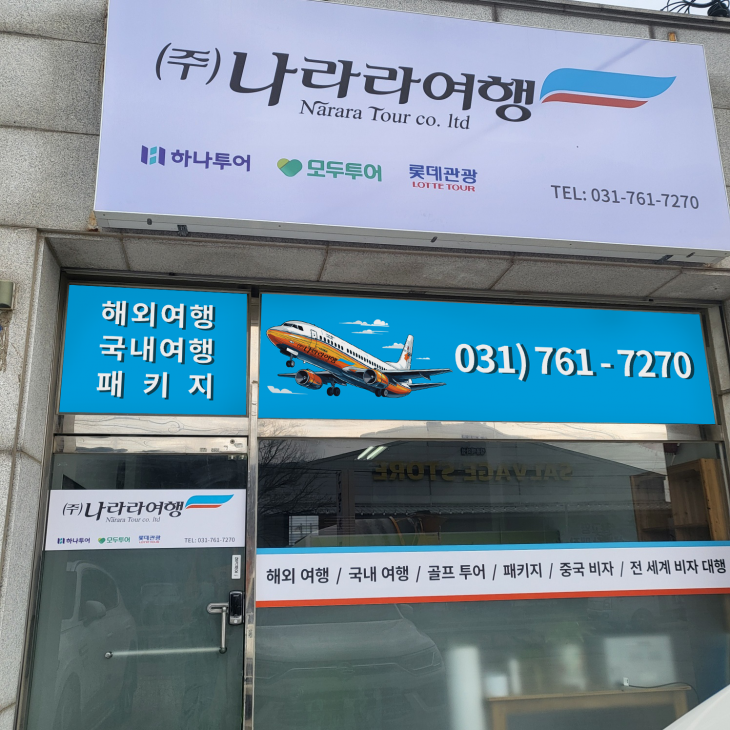 (주)나라라여행
Narara Tour co. ltd
하나투어 모두투어 롯데관광
LOTTE TOUR
TEL: 031-761-7270
해외여행
국내여행
패 키 지
031) 761 - 7270
SALVAGE STORE
(주)나라라여행
Narara Tour co. ltd
하나투어 모두투어 롯데관광
LOTTE TOUR
TEL: 031-761-7270
해외 여행 / 국내 여행 / 골프 투어 / 패키지 / 중국 비자 / 전 세계 비자 대행